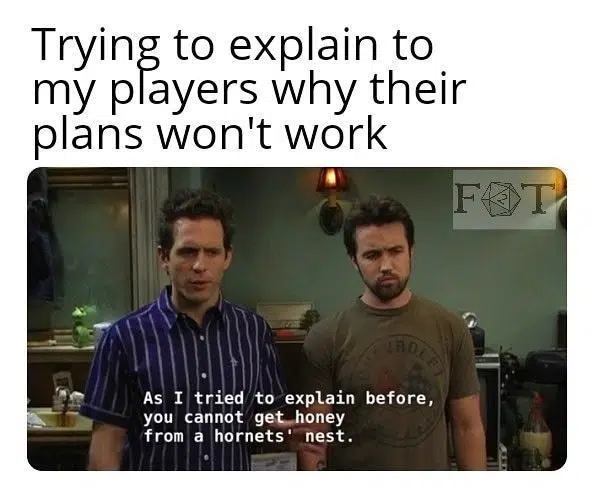 Trying to explain to
my players why their
plans won't work
F T
As I tried to explain before,
you cannot get honey
from a hornets' nest.